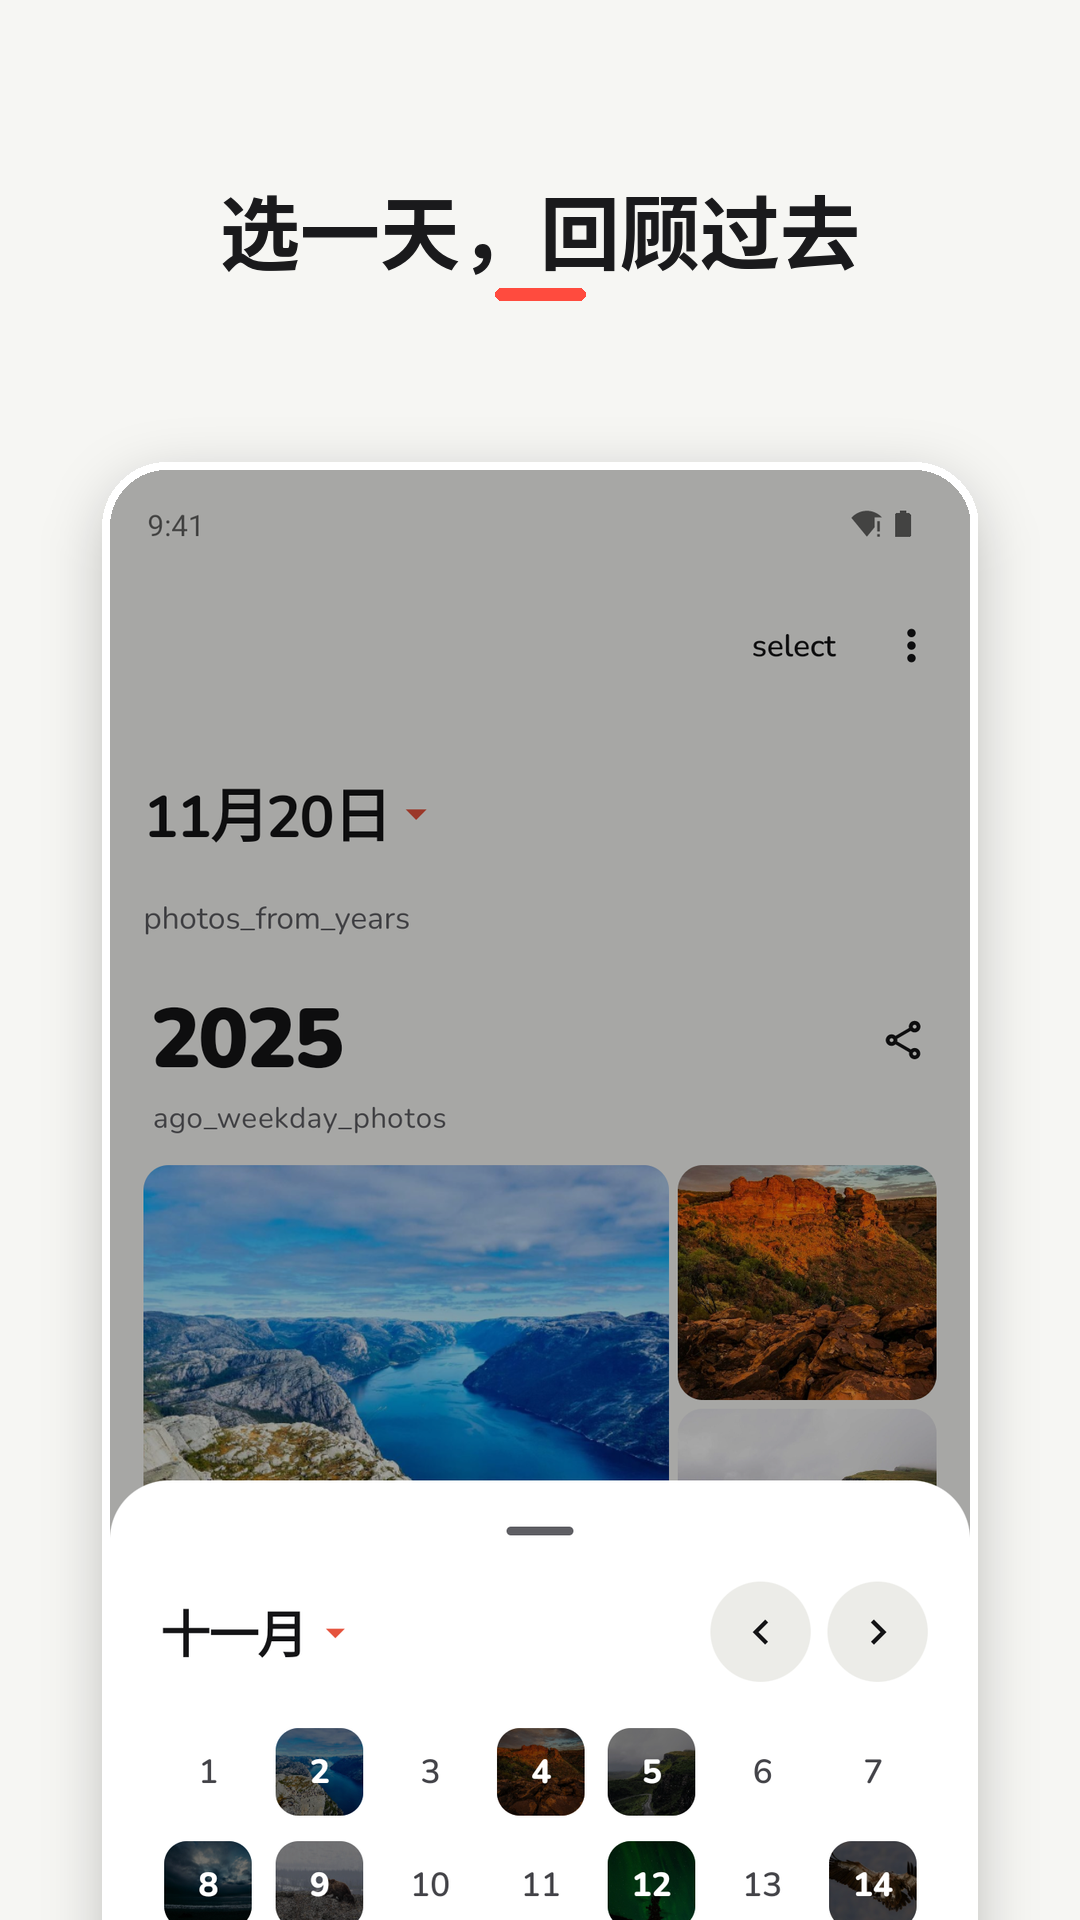 选一天，回顾过去
9:41
select
11月20日
photos_from_years
2025
ago_weekday_photos
十一月
1 2 3 4 5 6 7
8 9 10 11 12 13 14